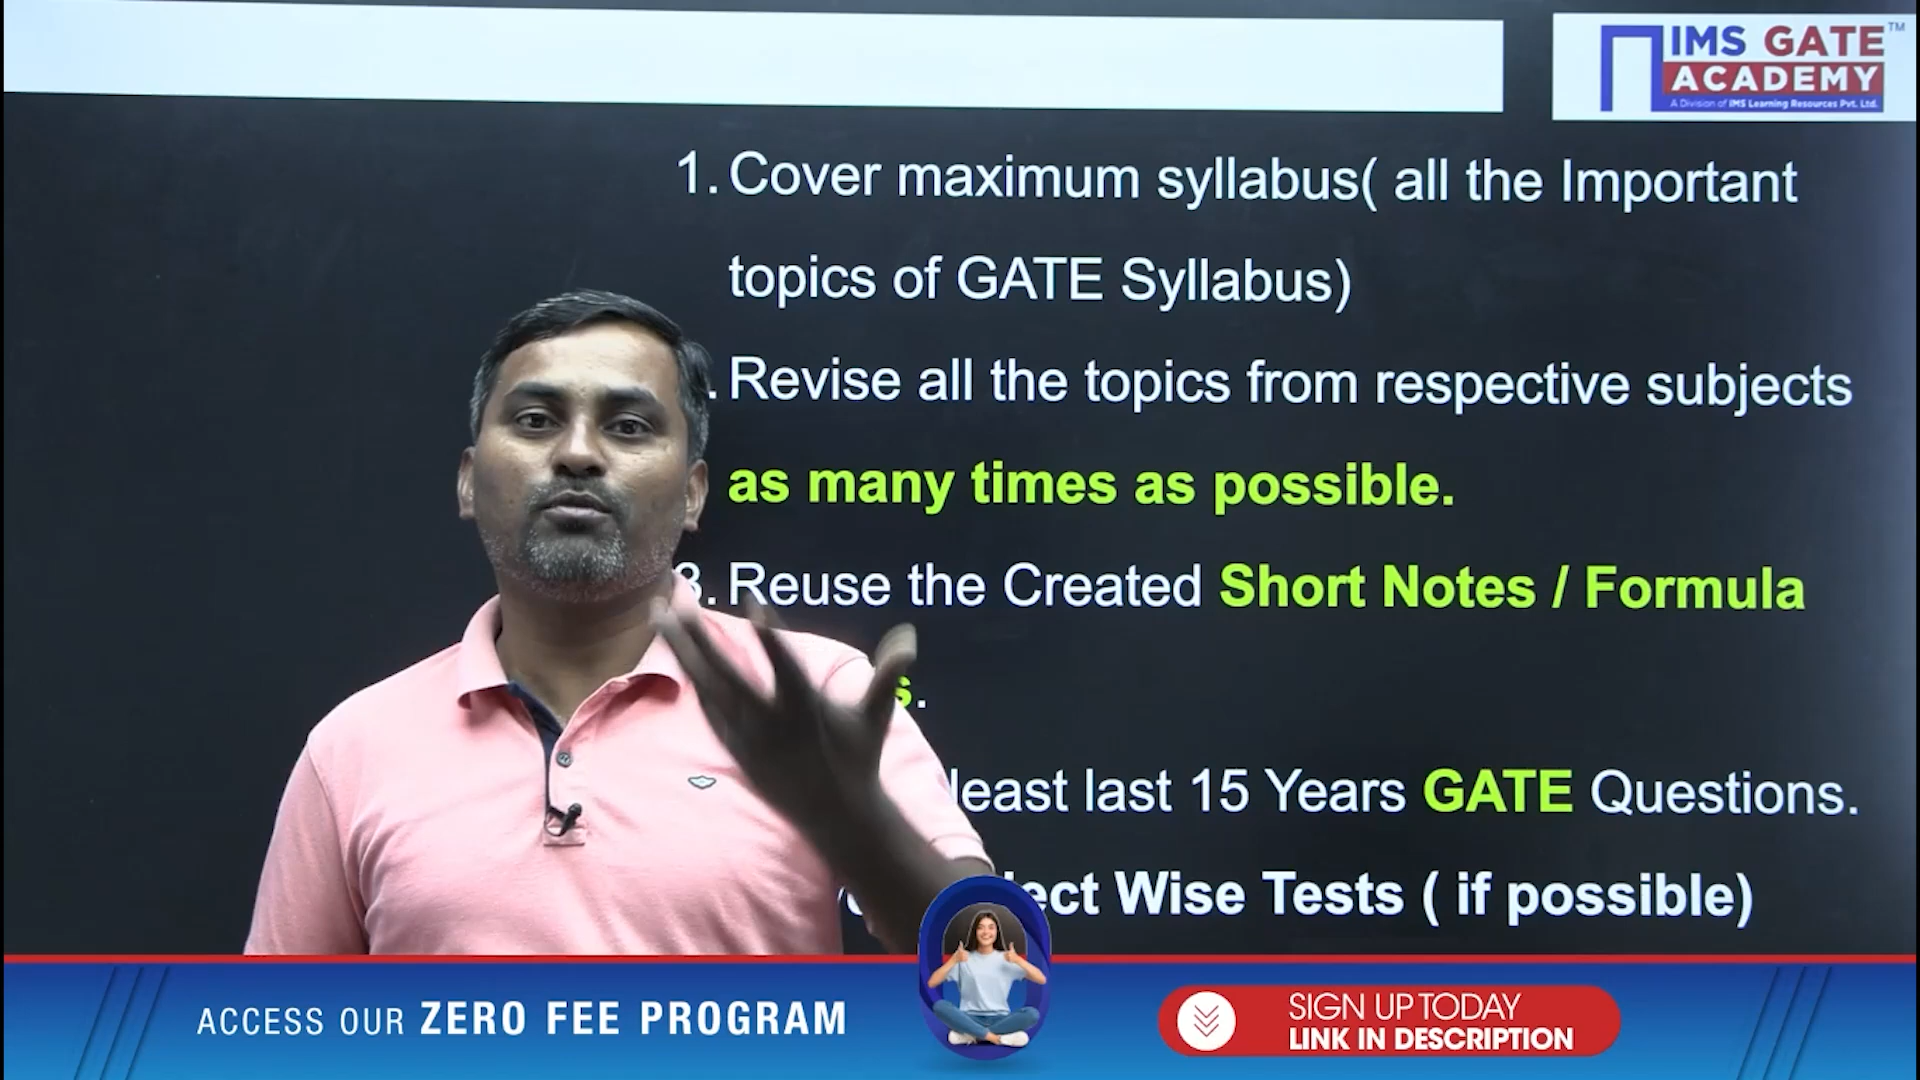 IMS GATE ™
ACADEMY
A Division of IMS Learning Resources Pvt. Ltd.
1. Cover maximum syllabus( all the Important
topics of GATE Syllabus)
. Revise all the topics from respective subjects
as many times as possible.
3. Reuse the Created Short Notes / Formula
s.
least last 15 Years GATE Questions.
ect Wise Tests ( if possible)
ACCESS OUR ZERO FEE PROGRAM
SIGN UP TODAY
LINK IN DESCRIPTION